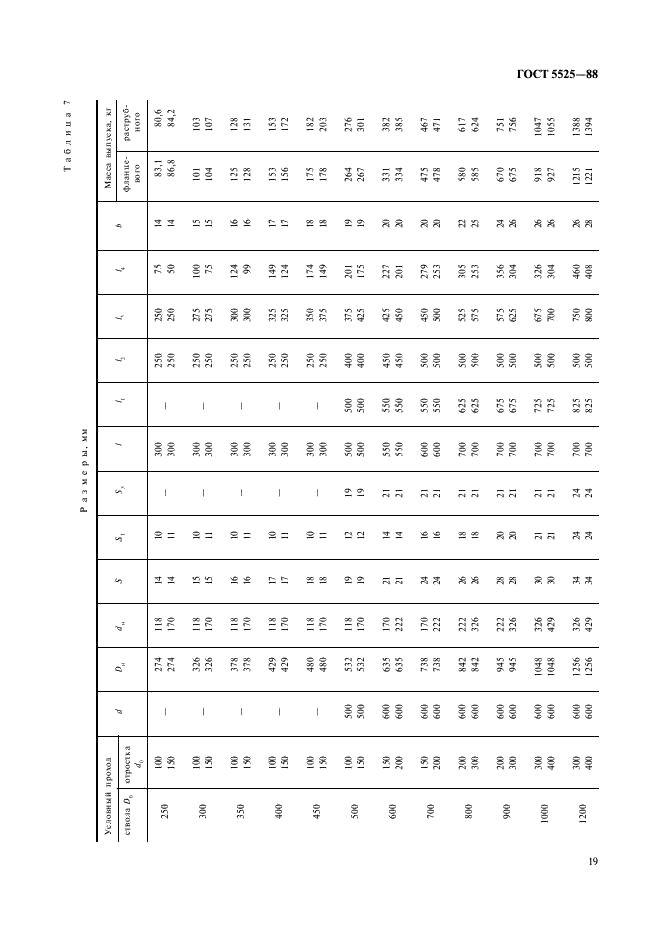 ГОСТ 5525—88
Таблица 7
Размеры, мм
Условный проход d Dн dн S S1 S2 l l1 l2 l3 l4 b Масса выпуска, кг
ствола D0 отростка d0 фланце-вого раструб-ного
250 100 — 274 118 14 10 — 300 — 250 250 75 14 83,1 80,6
150 274 170 14 11 300 250 250 50 14 86,8 84,2
300 100 — 326 118 15 10 — 300 — 250 275 100 15 101 103
150 326 170 15 11 300 250 275 75 15 104 107
350 100 — 378 118 16 10 — 300 — 250 300 124 16 125 128
150 378 170 16 11 300 250 300 99 16 128 131
400 100 — 429 118 17 10 — 300 — 250 325 149 17 153 153
150 429 170 17 11 300 250 325 124 17 156 172
450 100 — 480 118 18 10 — 300 — 250 350 174 18 175 182
150 480 170 18 11 300 250 375 149 18 178 203
500 100 500 532 118 19 12 19 500 500 400 375 201 19 264 276
150 500 532 170 19 12 19 500 500 400 425 175 19 267 301
600 150 600 635 170 21 14 21 550 550 450 425 227 20 331 382
200 600 635 222 21 14 21 550 550 450 450 201 20 334 385
700 150 600 738 170 24 16 21 600 550 500 450 279 20 475 467
200 600 738 222 24 16 21 600 550 500 500 253 20 478 471
800 200 600 842 222 26 18 21 700 625 500 525 305 22 580 617
300 600 842 326 26 18 21 700 625 500 575 253 25 585 624
900 200 600 945 222 28 20 21 700 675 500 575 356 24 670 751
300 600 945 326 28 20 21 700 675 500 625 304 26 675 756
1000 300 600 1048 326 30 21 21 700 725 500 675 326 26 918 1047
400 600 1048 429 30 21 21 700 725 500 700 304 26 927 1055
1200 300 600 1256 326 34 24 24 700 825 500 750 460 26 1215 1388
400 600 1256 429 34 24 24 700 825 500 800 408 28 1221 1394
19